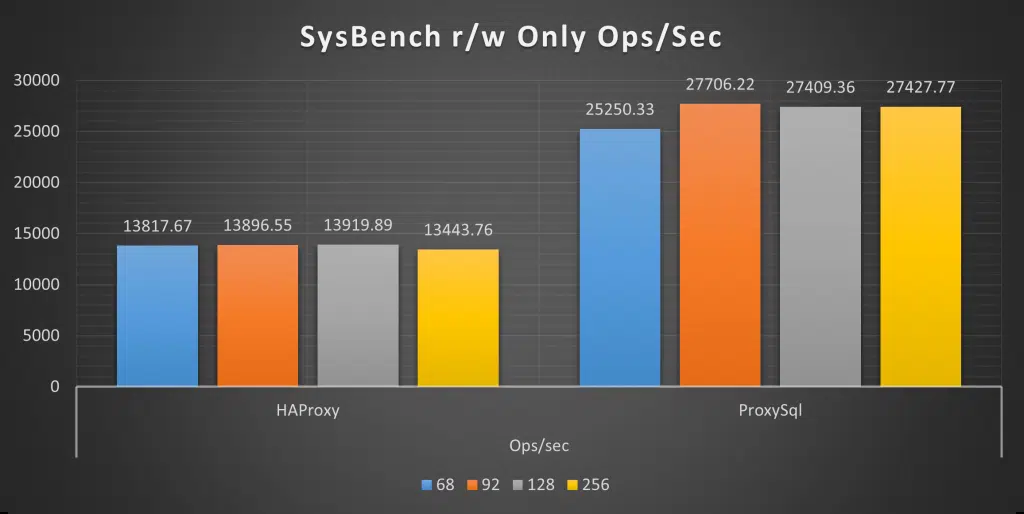 SysBench r/w Only Ops/Sec
30000
25000
20000
15000
10000
5000
0
13817.67 13896.55 13919.89 13443.76
25250.33 27706.22 27409.36 27427.77
HAProxy ProxySql
Ops/sec
68 92 128 256